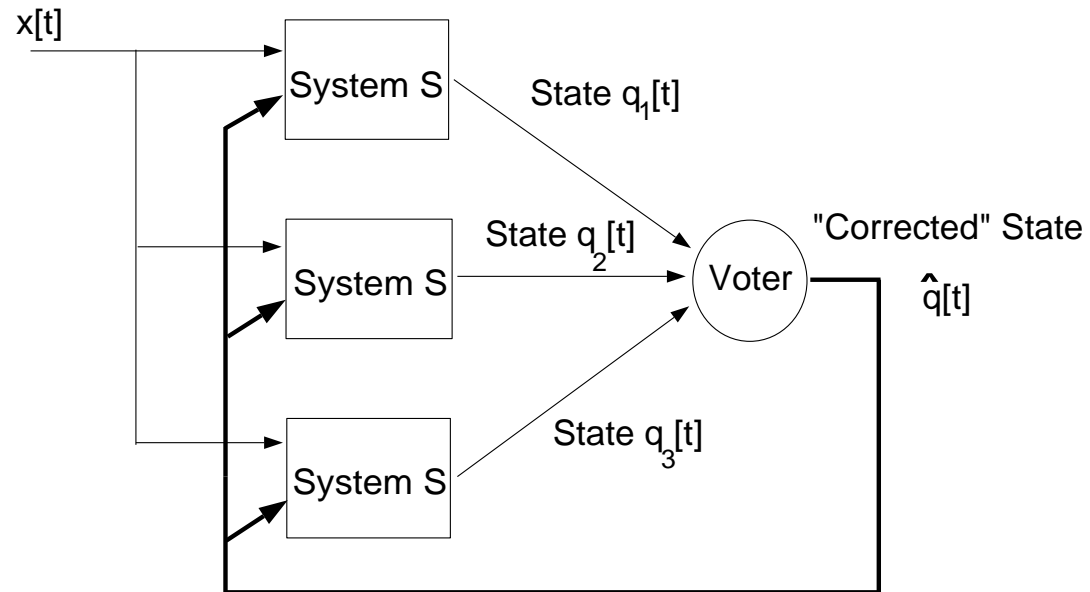 x[t]
System S
State q₁[t]
System S
State q₂[t]
Voter
"Corrected" State
q̂[t]
System S
State q₃[t]